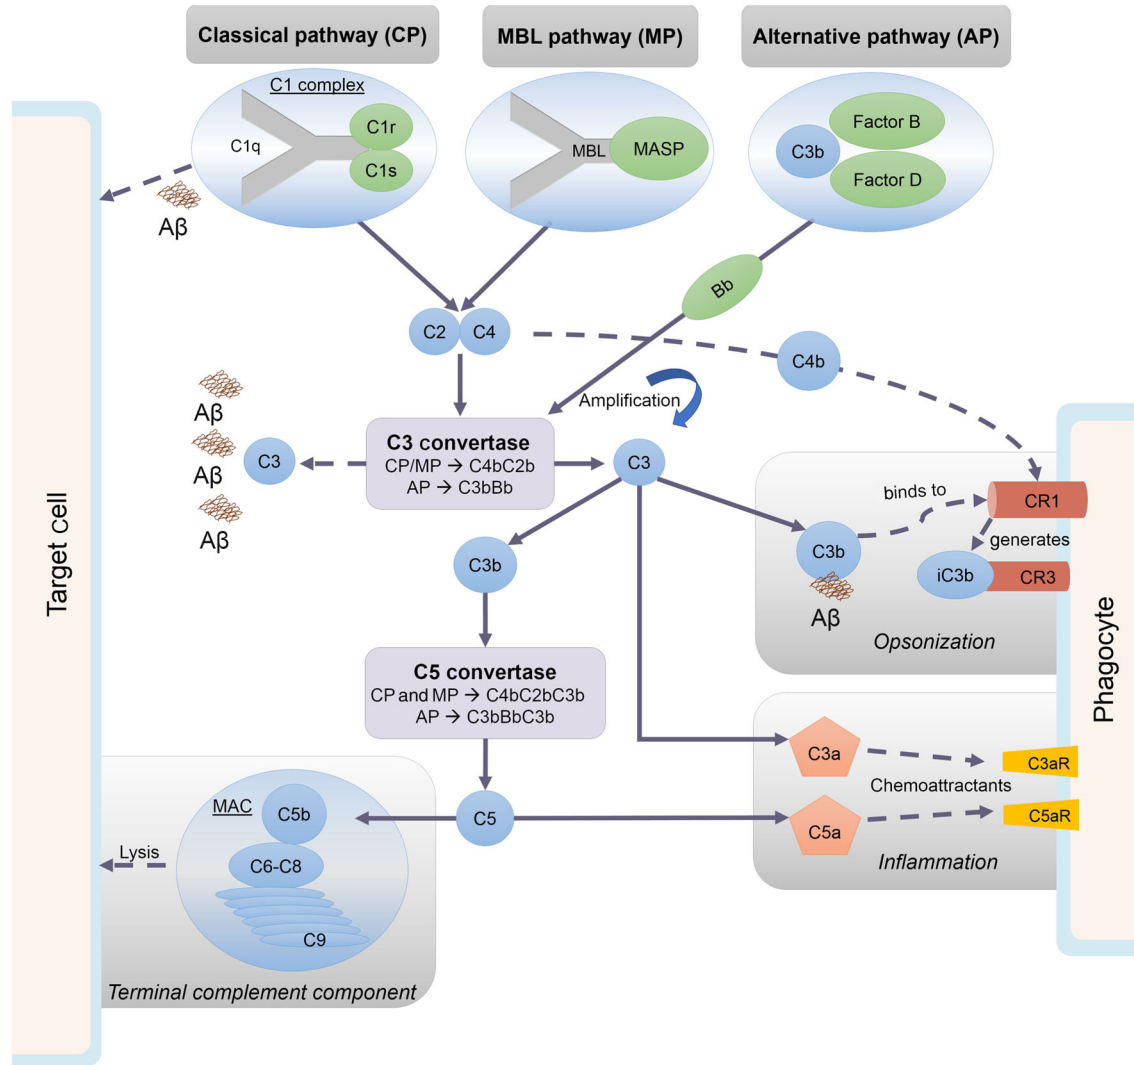 Classical pathway (CP)
MBL pathway (MP)
Alternative pathway (AP)
C1 complex
C1q
C1r
C1s
MBL
MASP
C3b
Factor B
Factor D
Aβ
Bb
C2
C4
C4b
Amplification
Aβ
Aβ
Aβ
C3
C3 convertase
CP/MP → C4bC2b
AP → C3bBb
C3
binds to
CR1
generates
C3b
iC3b
CR3
Aβ
Opsonization
C3b
C5 convertase
CP and MP → C4bC2bC3b
AP → C3bBbC3b
Target cell
Phagocyte
C3a
C3aR
Chemoattractants
C5a
C5aR
Inflammation
C5
MAC
C5b
Lysis
C6-C8
C9
Terminal complement component